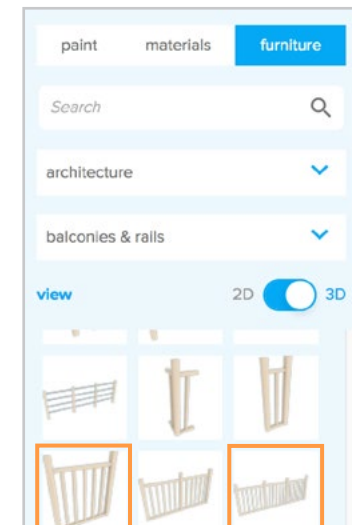 paint materials furniture
Search
architecture
balconies & rails
view 2D 3D